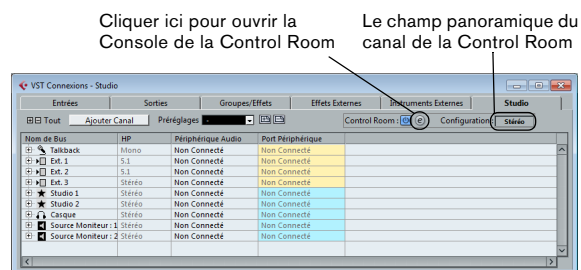 Cliquer ici pour ouvrir la
Console de la Control Room
Le champ panoramique du
canal de la Control Room
VST Connexions - Studio
Entrées Sorties Groupes/Effets Effets Externes Instruments Externes Studio
Tout Ajouter Canal Préréglages - Control Room : e Configuration : Stéréo
Nom de Bus HP Périphérique Audio Port Périphérique
Talkback Mono Non Connecté Non Connecté
Ext. 1 5.1 Non Connecté Non Connecté
Ext. 2 5.1 Non Connecté Non Connecté
Ext. 3 Stéréo Non Connecté Non Connecté
Studio 1 Stéréo Non Connecté Non Connecté
Studio 2 Stéréo Non Connecté Non Connecté
Casque Stéréo Non Connecté Non Connecté
Source Moniteur : 1 Stéréo Non Connecté Non Connecté
Source Moniteur : 2 Stéréo Non Connecté Non Connecté